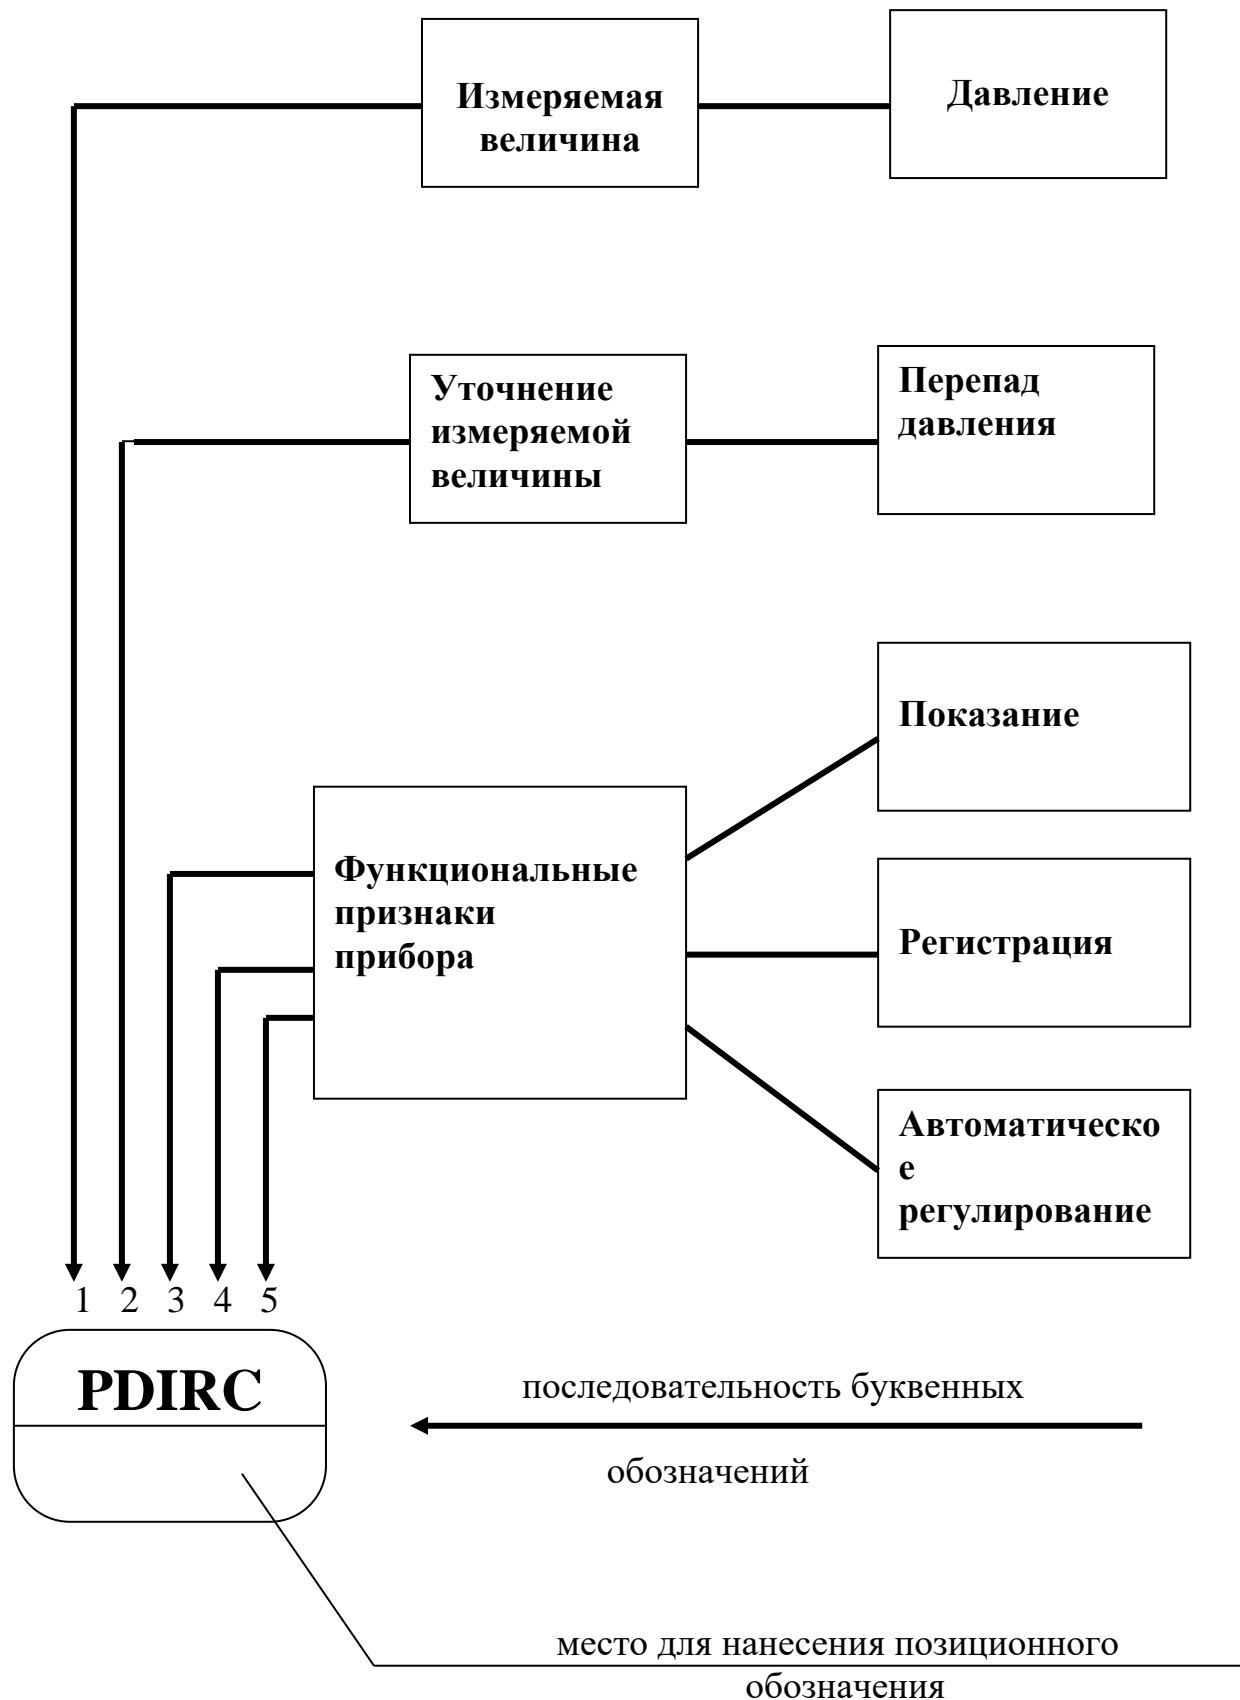 Измеряемая
величина
Давление
Уточнение
измеряемой
величины
Перепад
давления
Показание
Функциональные
признаки
прибора
Регистрация
Автоматическо
е
регулирование
1 2 3 4 5
PDIRC
последовательность буквенных
обозначений
место для нанесения позиционного
обозначения